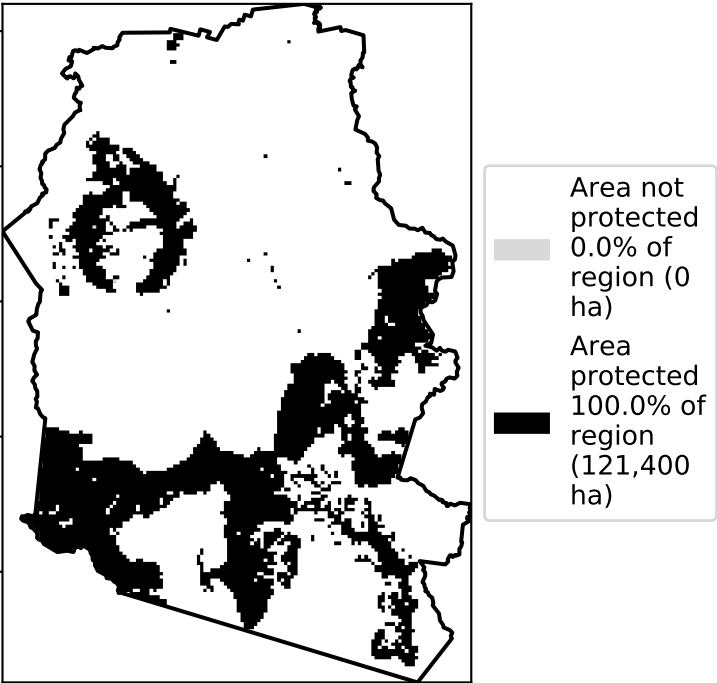 Area not
protected
0.0% of
region (0
ha)
Area
protected
100.0% of
region
(121,400
ha)